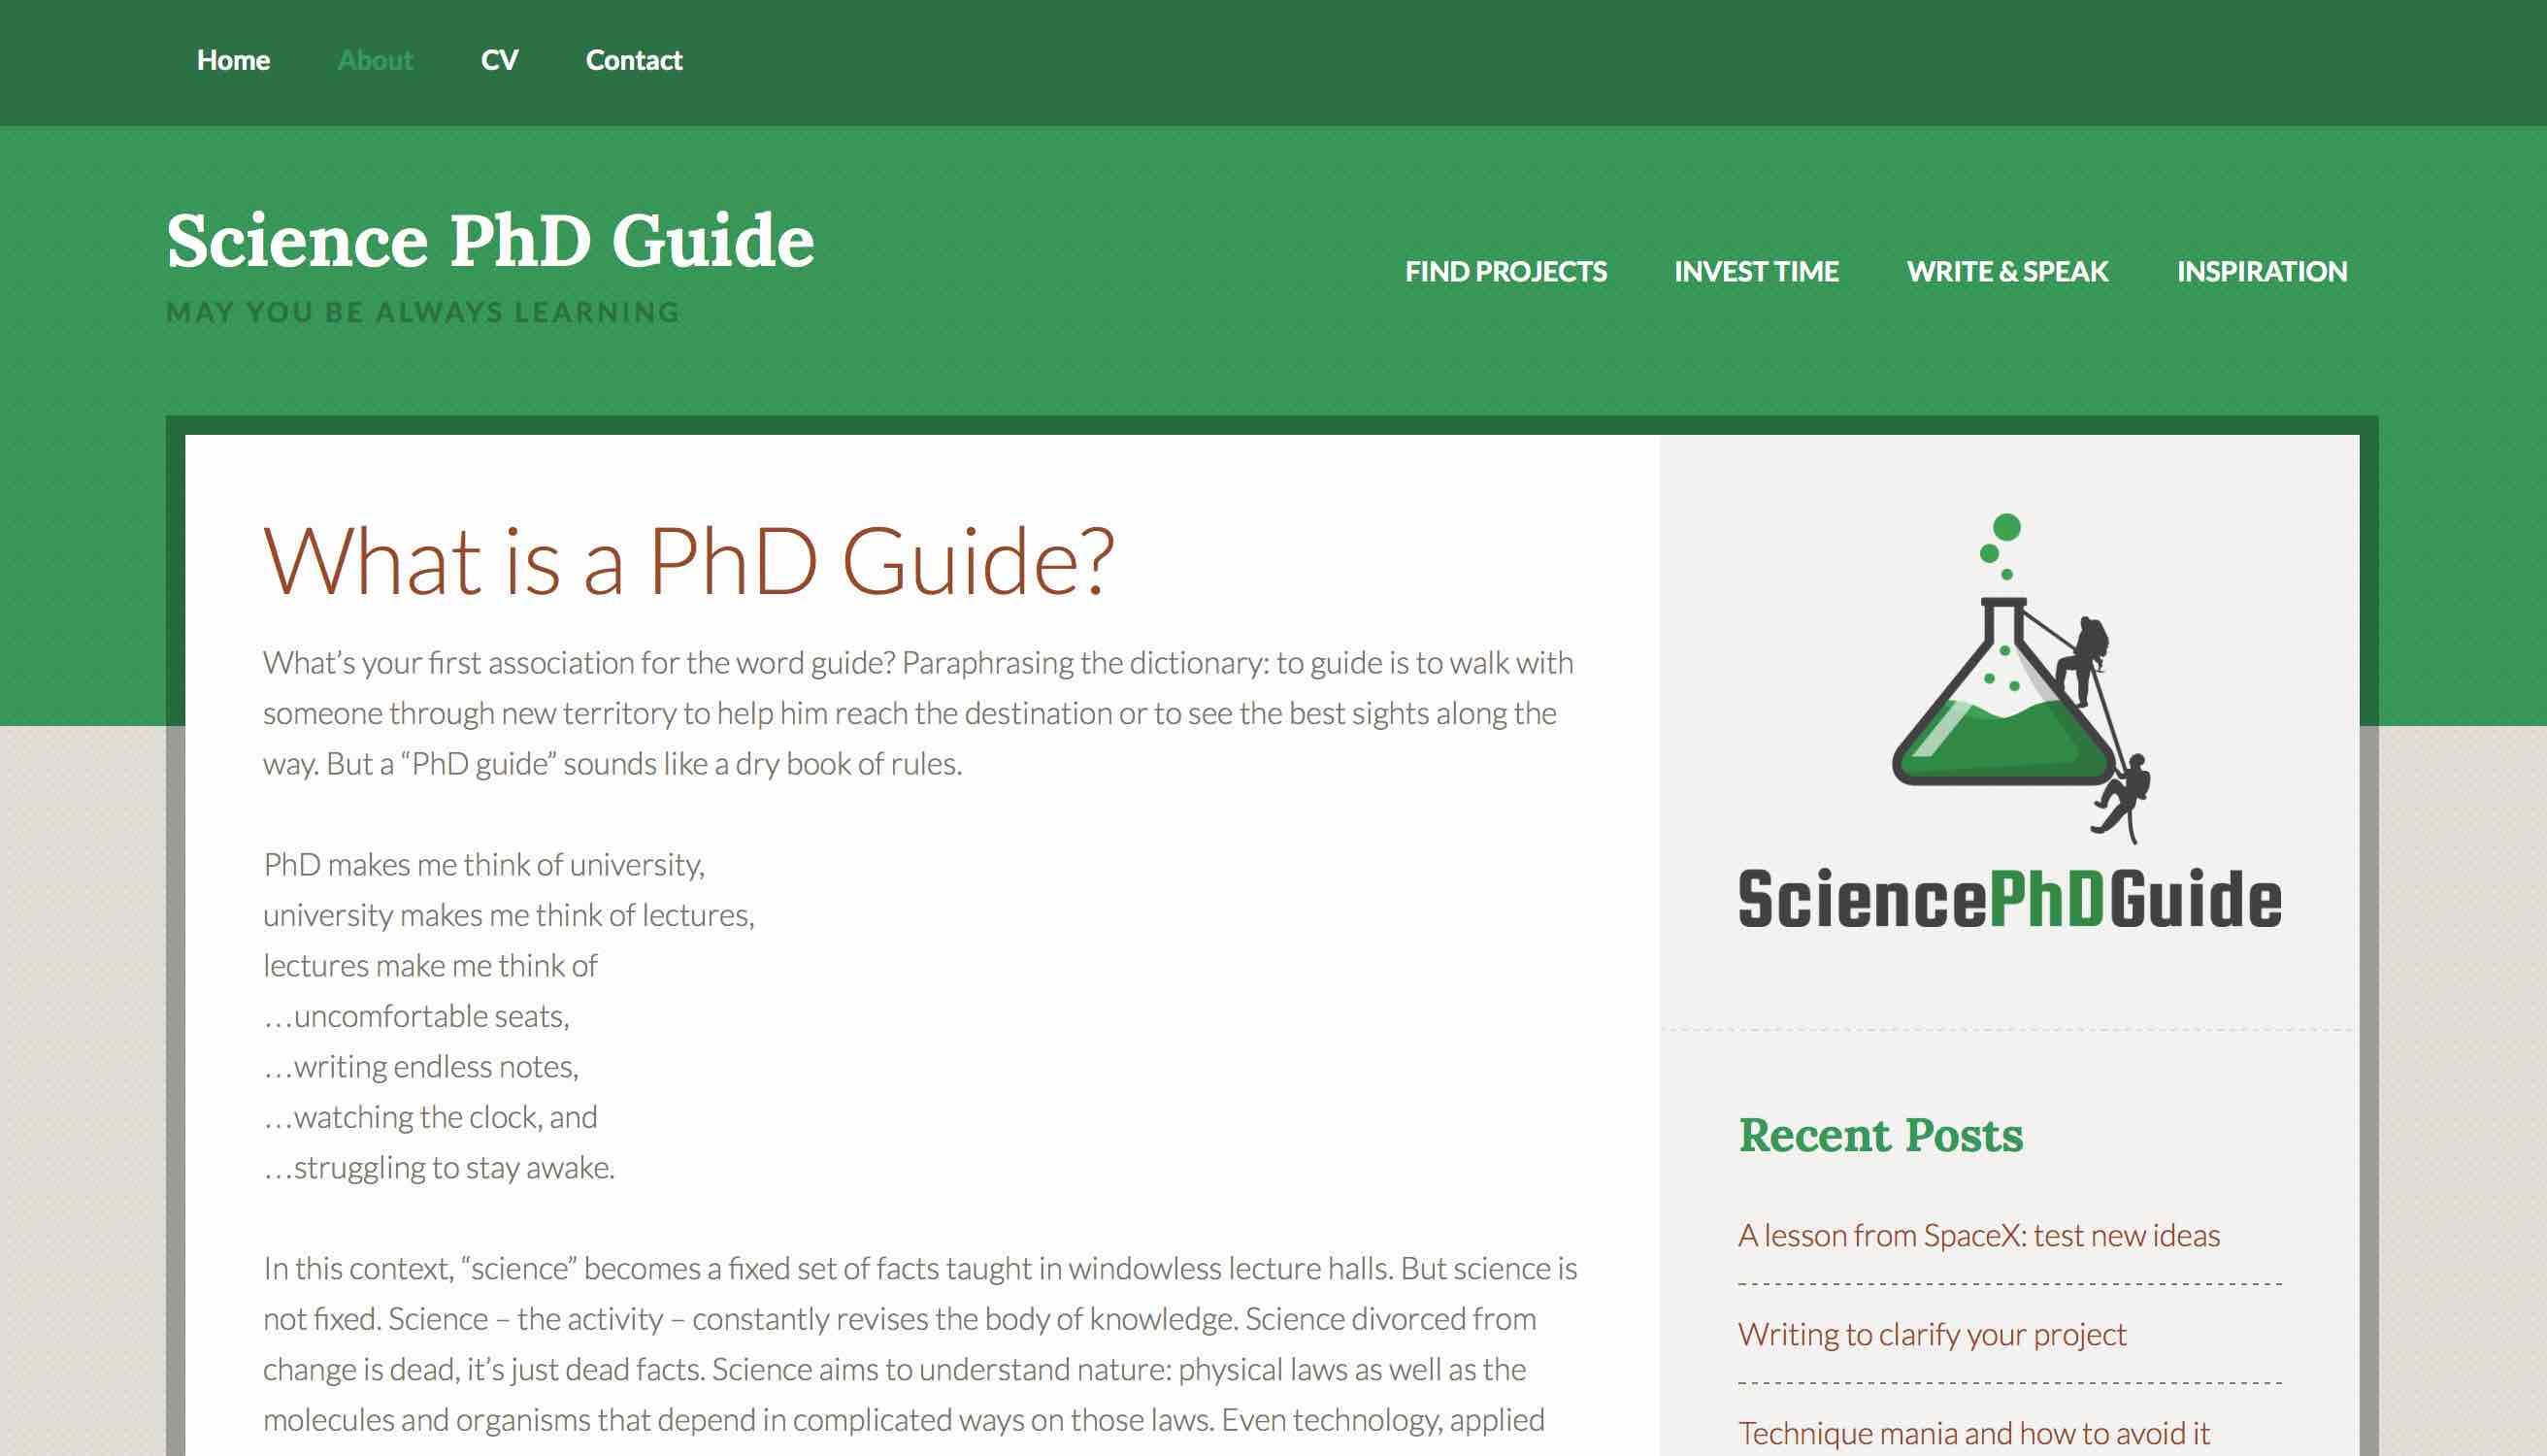 Home About CV Contact
Science PhD Guide
MAY YOU BE ALWAYS LEARNING
FIND PROJECTS INVEST TIME WRITE & SPEAK INSPIRATION
What is a PhD Guide?
What’s your first association for the word guide? Paraphrasing the dictionary: to guide is to walk with
someone through new territory to help him reach the destination or to see the best sights along the
way. But a “PhD guide” sounds like a dry book of rules.
PhD makes me think of university,
university makes me think of lectures,
lectures make me think of
…uncomfortable seats,
…writing endless notes,
…watching the clock, and
…struggling to stay awake.
In this context, “science” becomes a fixed set of facts taught in windowless lecture halls. But science is
not fixed. Science – the activity – constantly revises the body of knowledge. Science divorced from
change is dead, it’s just dead facts. Science aims to understand nature: physical laws as well as the
molecules and organisms that depend in complicated ways on those laws. Even technology, applied
SciencePhDGuide
Recent Posts
A lesson from SpaceX: test new ideas
Writing to clarify your project
Technique mania and how to avoid it